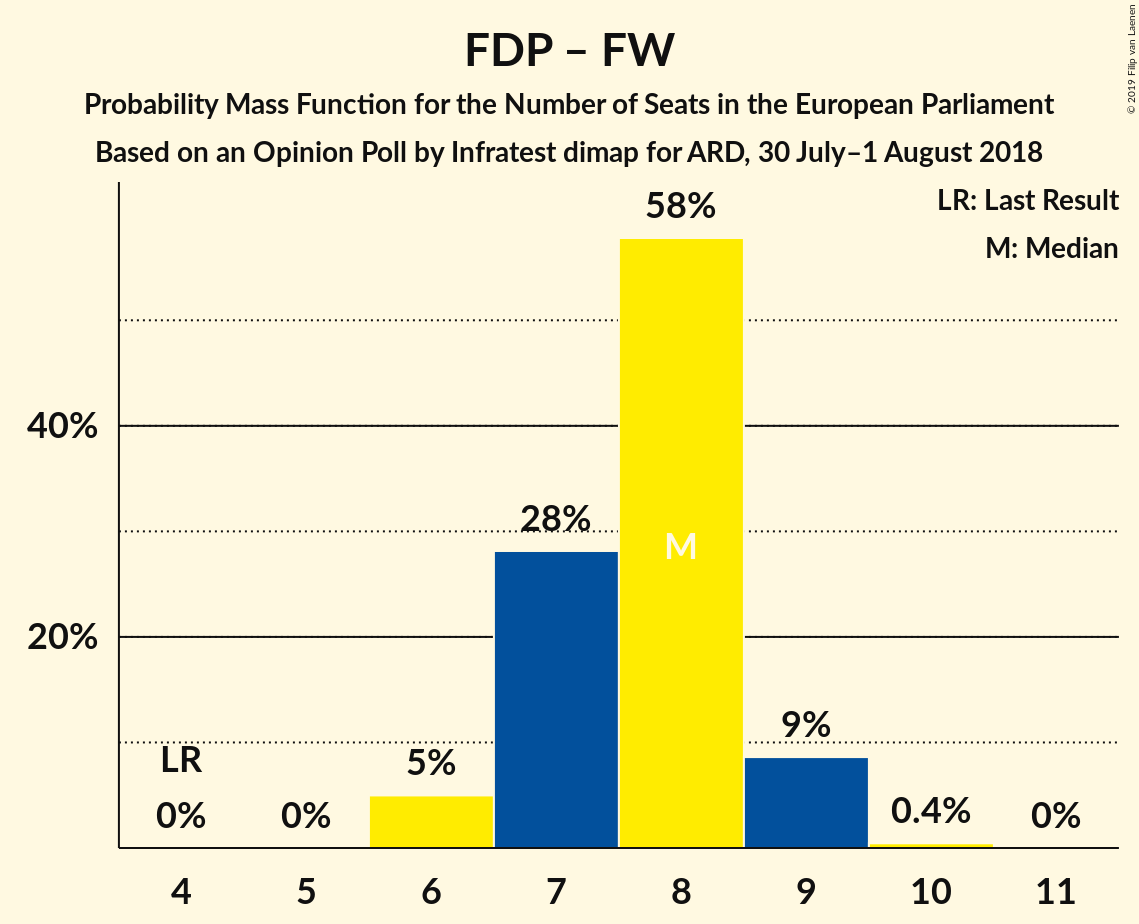 FDP – FW
Probability Mass Function for the Number of Seats in the European Parliament
Based on an Opinion Poll by Infratest dimap for ARD, 30 July–1 August 2018
© 2019 Filip van Laenen
LR: Last Result
M: Median
58%
40%
28%
M
20%
9%
LR
5%
0%
0%
0.4%
0%
4 5 6 7 8 9 10 11